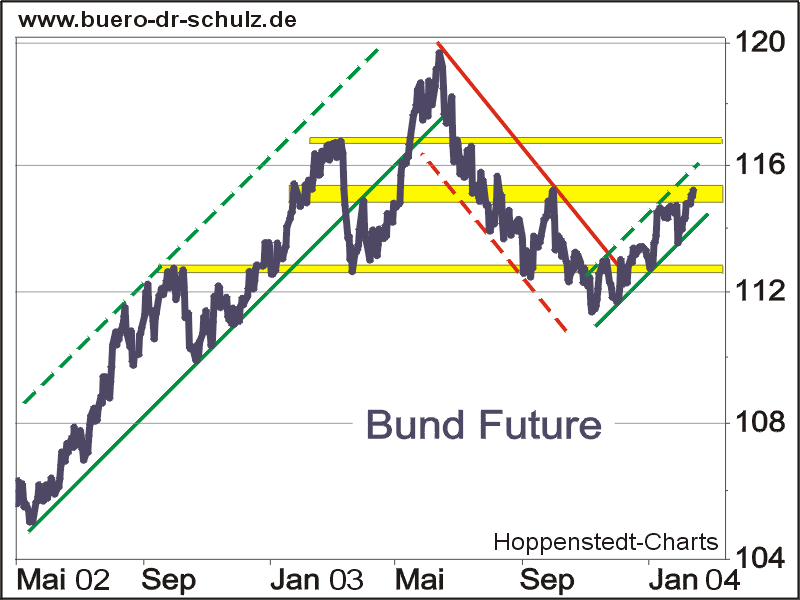 www.buero-dr-schulz.de
120
116
112
108
104
Bund Future
Hoppenstedt-Charts
Mai 02 Sep Jan 03 Mai Sep Jan 04